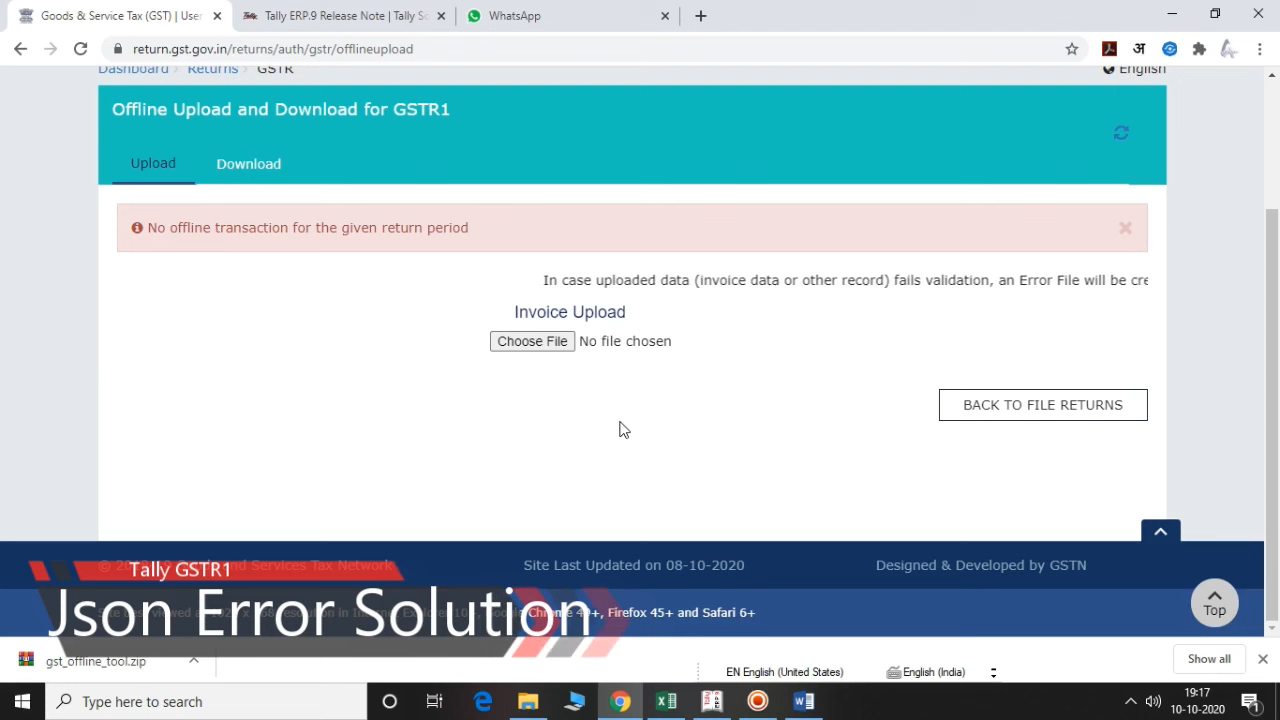 Goods & Service Tax (GST) | User
Tally ERP.9 Release Note | Tally So
WhatsApp
return.gst.gov.in/returns/auth/gstr/offlineupload
Dashboard › Returns › GSTR
English
Offline Upload and Download for GSTR1
Upload Download
No offline transaction for the given return period
In case uploaded data (invoice data or other record) fails validation, an Error File will be cre
Invoice Upload
Choose File No file chosen
BACK TO FILE RETURNS
Services Tax Network
Site Last Updated on 08-10-2020
Designed & Developed by GSTN
Tally GSTR1
Json Error Solution
Chrome 49+, Firefox 45+ and Safari 6+
Top
gst_offline_tool.zip
EN English (United States)
English (India)
Show all
Type here to search
19:17
10-10-2020